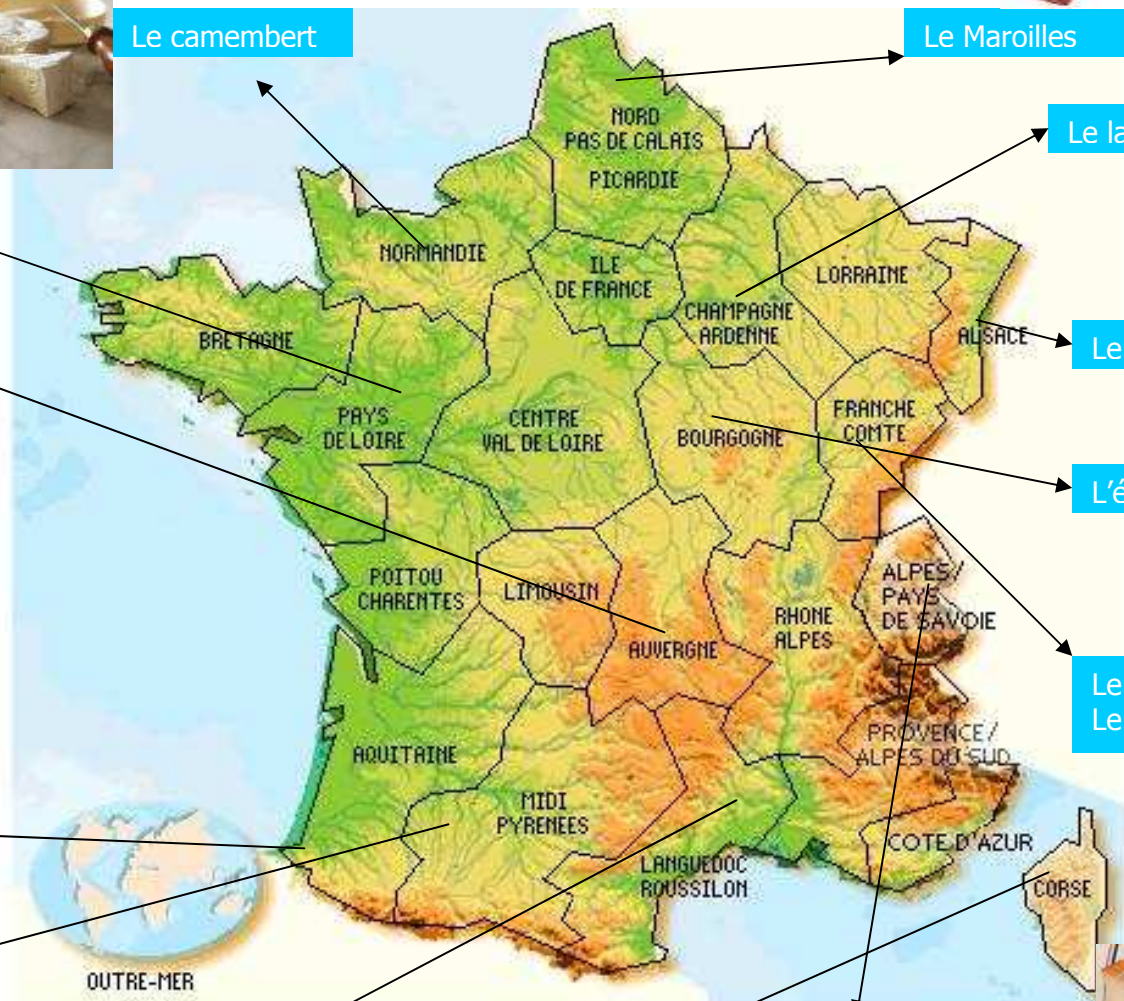 Le camembert
Le Maroilles
Le
NORD
PAS DE CALAIS
PICARDIE
NORMANDIE
ILE
DE FRANCE
LORRAINE
CHAMPAGNE
ARDENNE
BRETAGNE
ALSACE
Le
PAYS
DE LOIRE
CENTRE
VAL DE LOIRE
BOURGOGNE
FRANCHE
COMTE
POITOU
CHARENTES
LIMOUSIN
AUVERGNE
RHONE
ALPES
ALPES/
PAYS
DE SAVOIE
Le
Le
PROVENCE/
ALPES DU SUD
AQUITAINE
MIDI
PYRENEES
COTE D'AZUR
LANGUEDOC
ROUSSILON
CORSE
OUTRE-MER